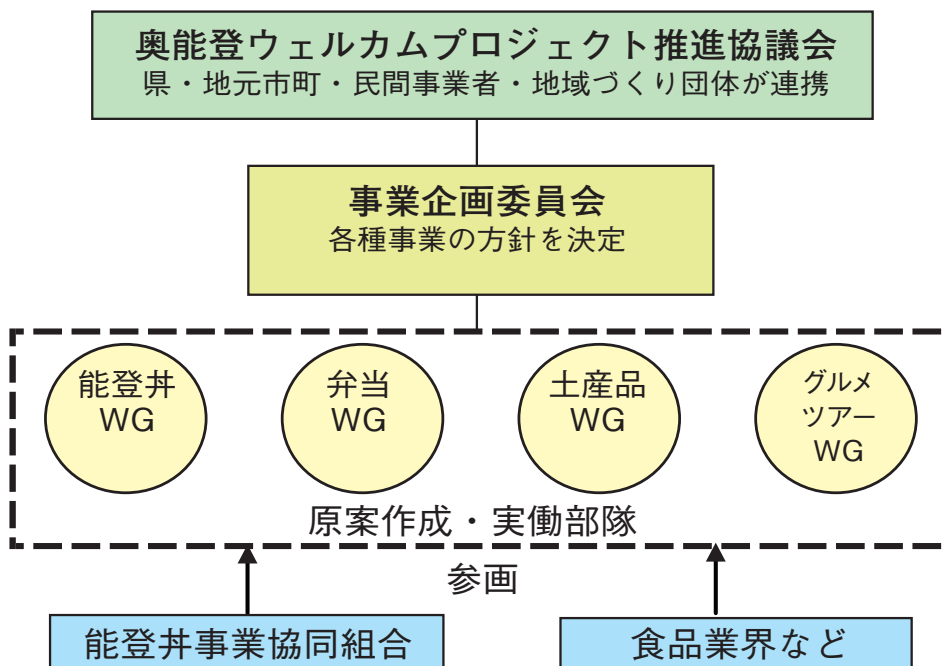 奥能登ウェルカムプロジェクト推進協議会
県・地元市町・民間事業者・地域づくり団体が連携
事業企画委員会
各種事業の方針を決定
能登丼
WG
弁当
WG
土産品
WG
グルメ
ツアー
WG
原案作成・実働部隊
参画
能登丼事業協同組合
食品業界など